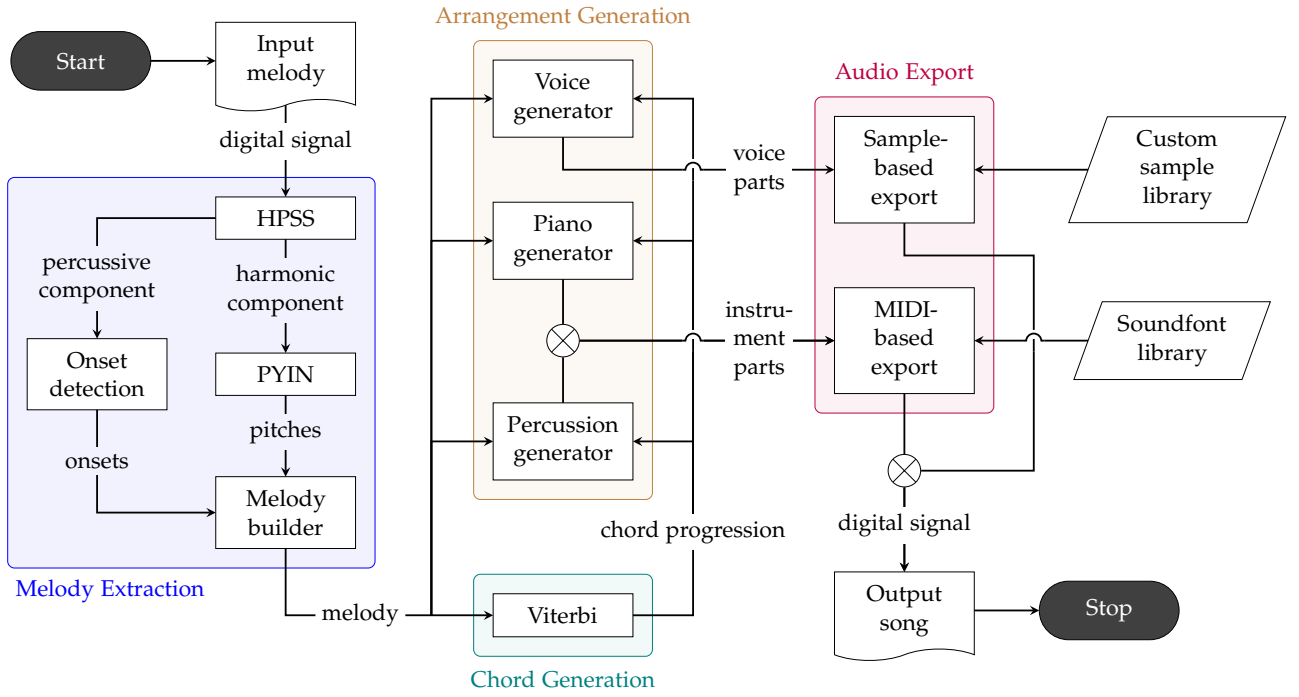 Start
Input
melody
digital signal
HPSS
percussive
component
harmonic
component
Onset
detection
PYIN
pitches
onsets
Melody
builder
Melody Extraction
melody
Arrangement Generation
Voice
generator
Piano
generator
Percussion
generator
chord progression
Viterbi
Chord Generation
voice
parts
instru-
ment
parts
Audio Export
Sample-
based
export
MIDI-
based
export
Custom
sample
library
Soundfont
library
digital signal
Output
song
Stop